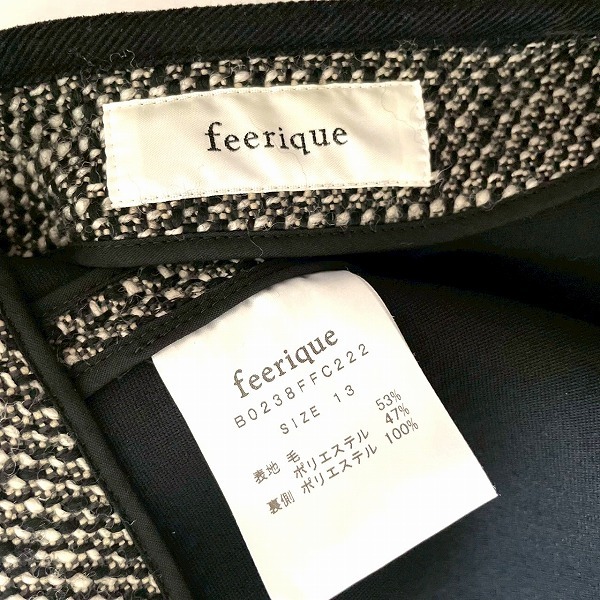 feerique
feerique
B0238FFC222
SIZE 13
表地 毛 53%
ポリエステル 47%
裏側 ポリエステル 100%